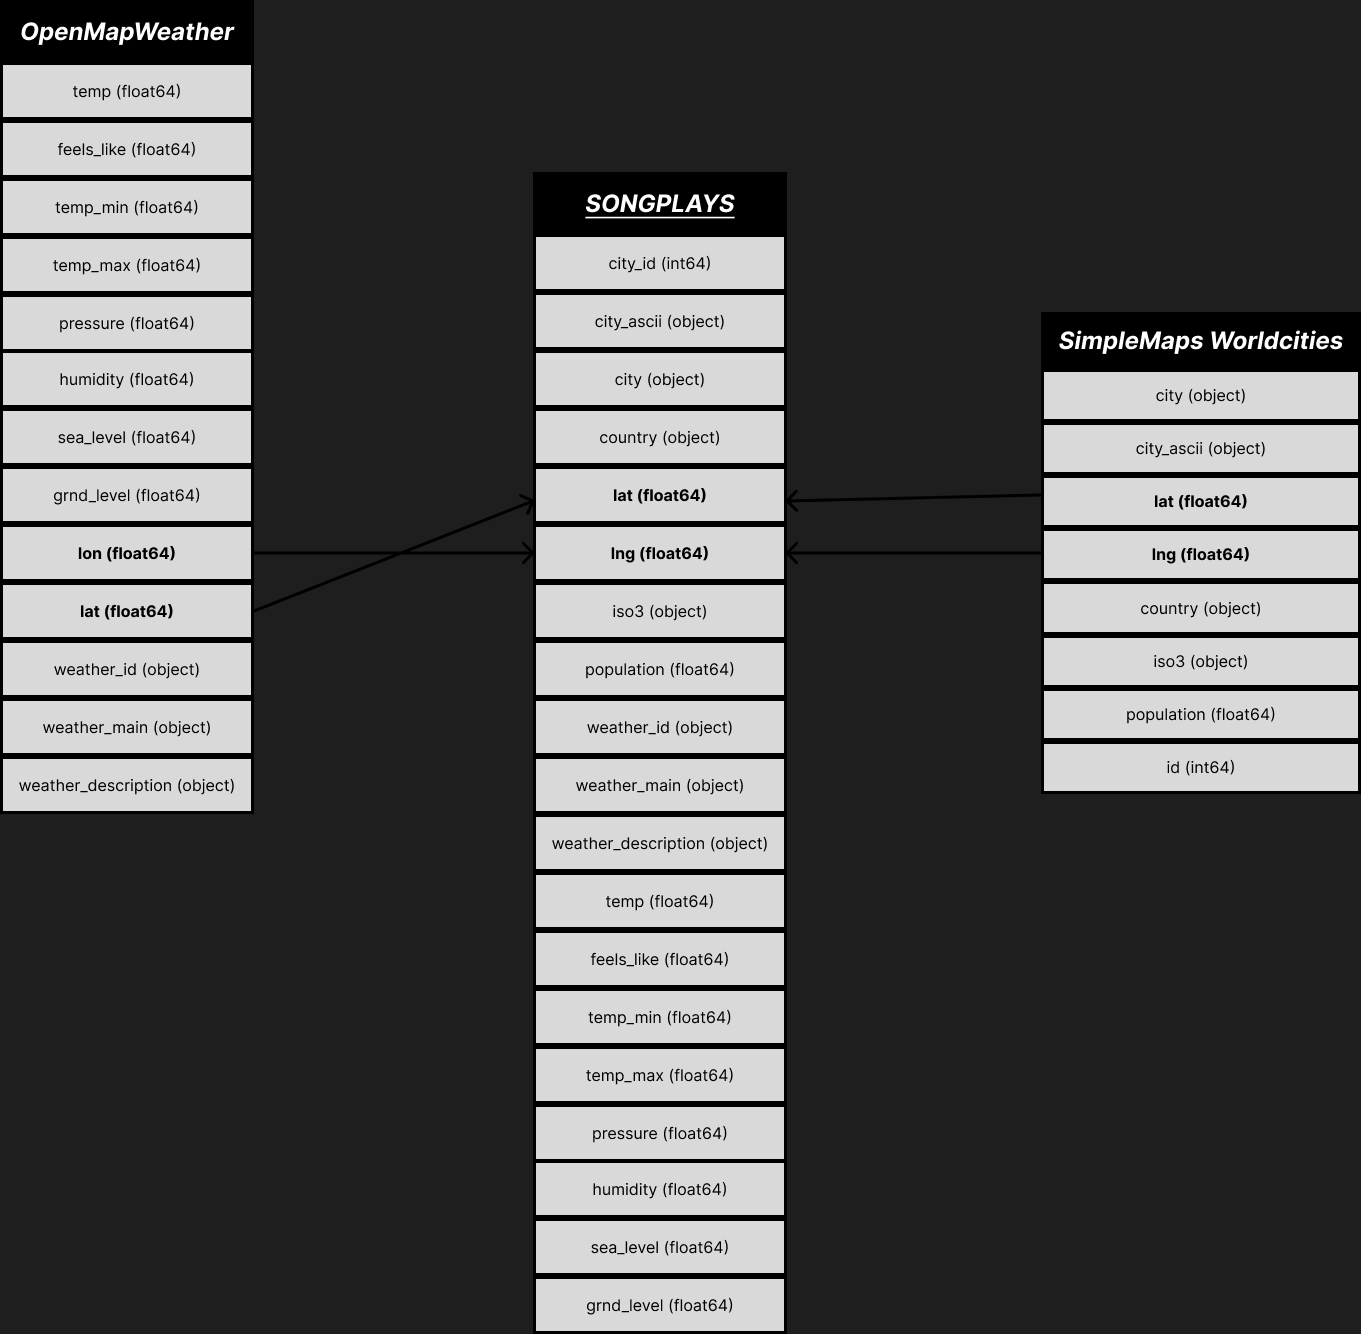 OpenMapWeather
temp (float64)
feels_like (float64)
temp_min (float64)
temp_max (float64)
pressure (float64)
humidity (float64)
sea_level (float64)
grnd_level (float64)
lon (float64)
lat (float64)
weather_id (object)
weather_main (object)
weather_description (object)
SONGPLAYS
city_id (int64)
city_ascii (object)
city (object)
country (object)
lat (float64)
lng (float64)
iso3 (object)
population (float64)
weather_id (object)
weather_main (object)
weather_description (object)
temp (float64)
feels_like (float64)
temp_min (float64)
temp_max (float64)
pressure (float64)
humidity (float64)
sea_level (float64)
grnd_level (float64)
SimpleMaps Worldcities
city (object)
city_ascii (object)
lat (float64)
lng (float64)
country (object)
iso3 (object)
population (float64)
id (int64)